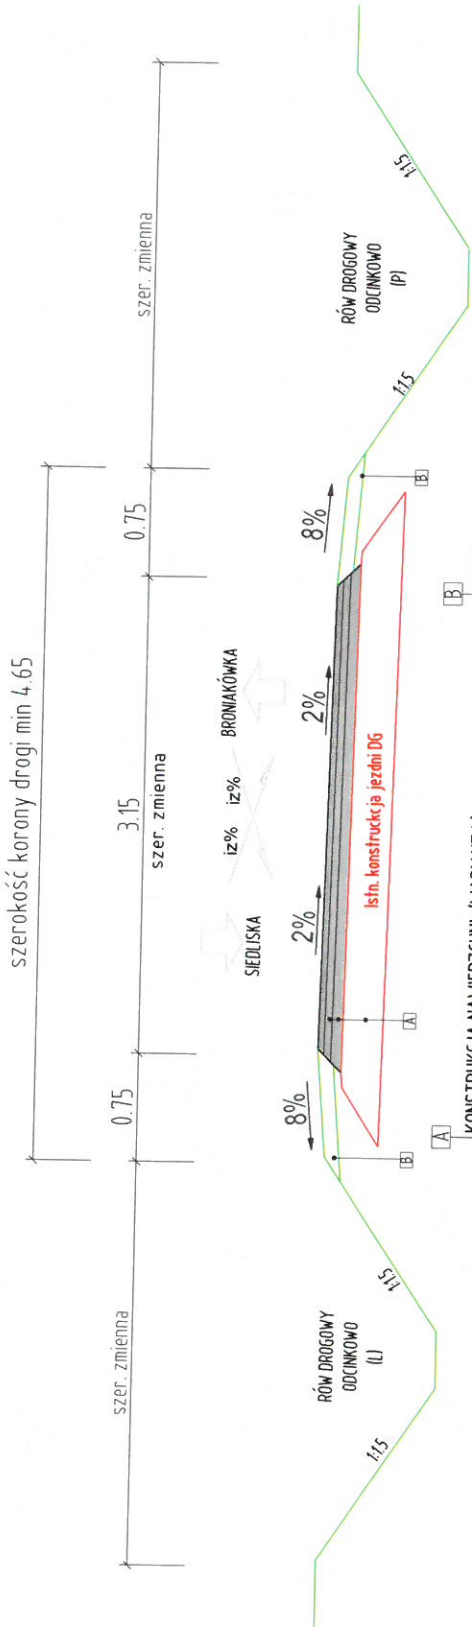 szerokość korony drogi min 4.65
szer. zmienna
0.75
3.15
szer. zmienna
0.75
szer. zmienna
SIEDLISKA
iz%
iz%
BRONIAKÓWKA
8%
2%
2%
8%
RÓW DROGOWY
ODCINKOWO
(L)
1:1.5
1:1.5
Istn. konstrukcja jezdni DG
RÓW DROGOWY
ODCINKOWO
(P)
1:1.5
1:1.5
B
A
B
A
B